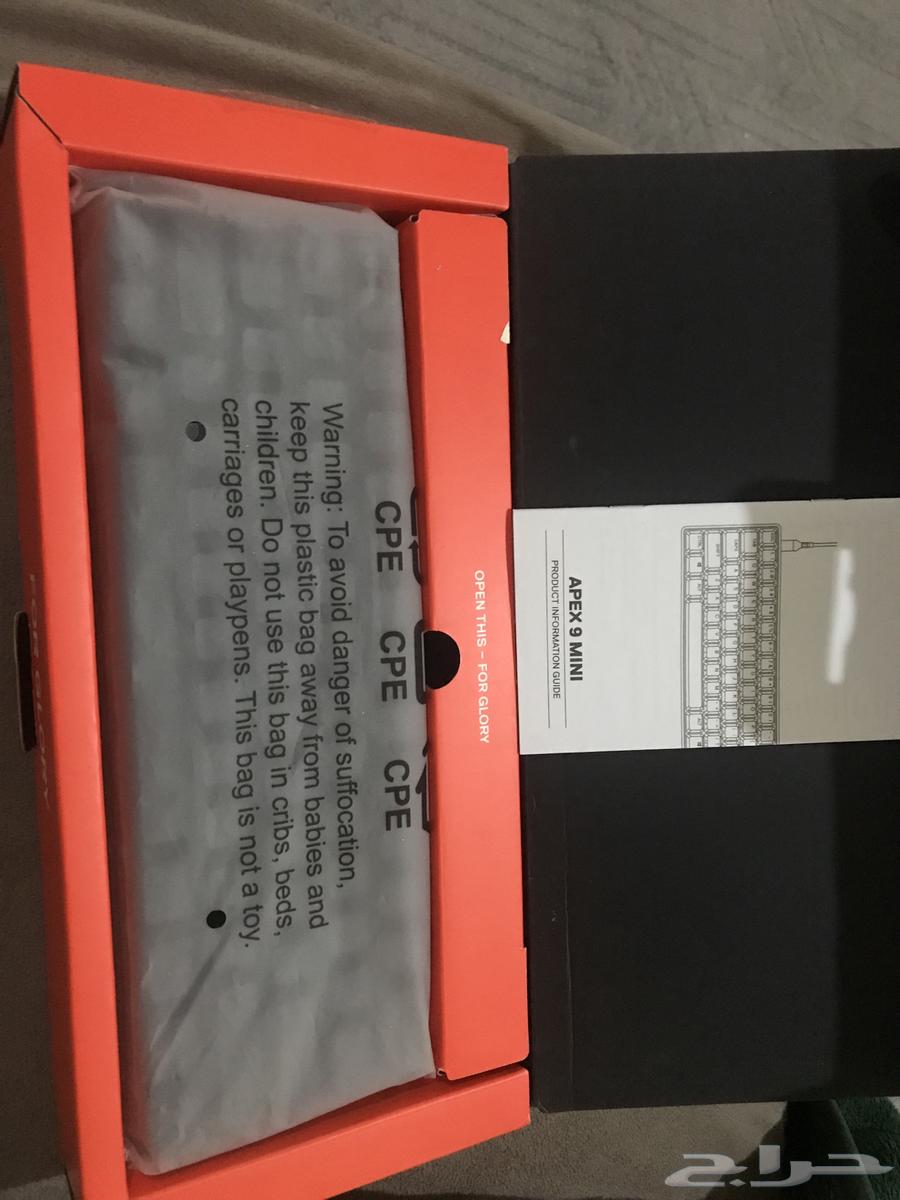 APEX 9 MINI
PRODUCT INFORMATION GUIDE
OPEN THIS – FOR GLORY
CPE CPE CPE
Warning: To avoid danger of suffocation,
keep this plastic bag away from babies and
children. Do not use this bag in cribs, beds,
carriages or playpens. This bag is not a toy.
FOR GLORY
حراج